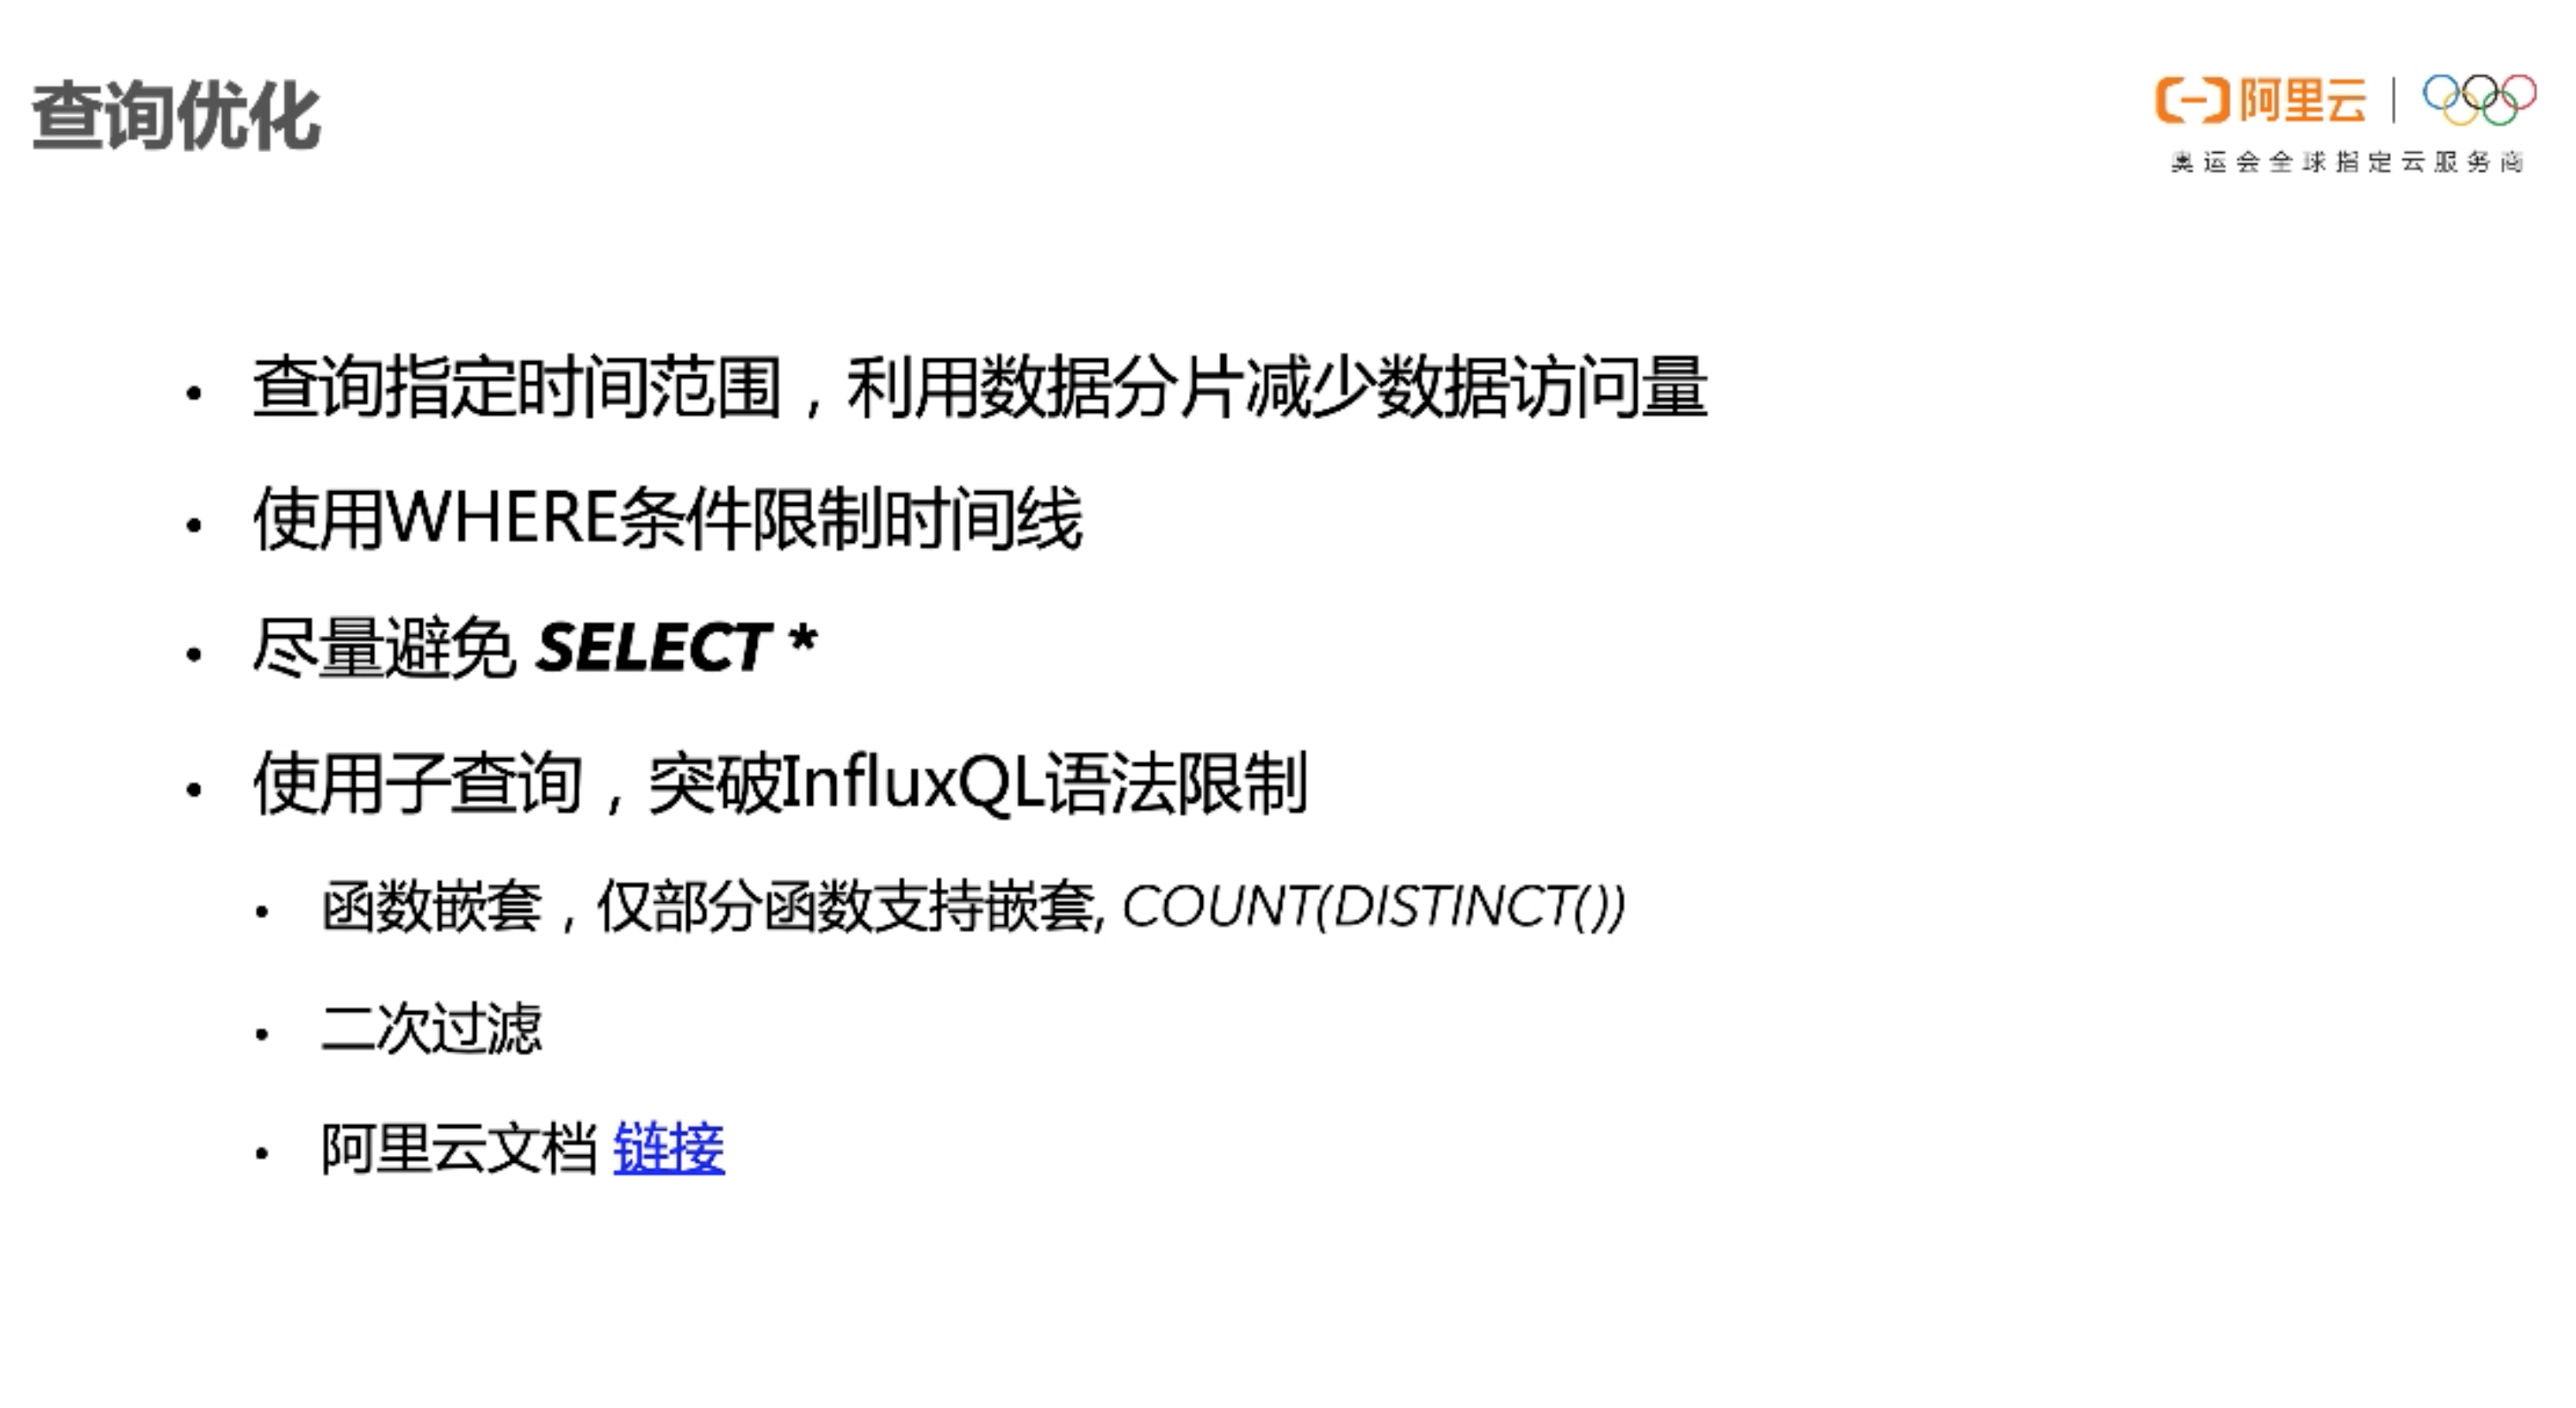 查询优化
阿里云
奥运会全球指定云服务商
• 查询指定时间范围，利用数据分片减少数据访问量
• 使用WHERE条件限制时间线
• 尽量避免 SELECT *
• 使用子查询，突破InfluxQL语法限制
• 函数嵌套，仅部分函数支持嵌套, COUNT(DISTINCT())
• 二次过滤
• 阿里云文档 链接